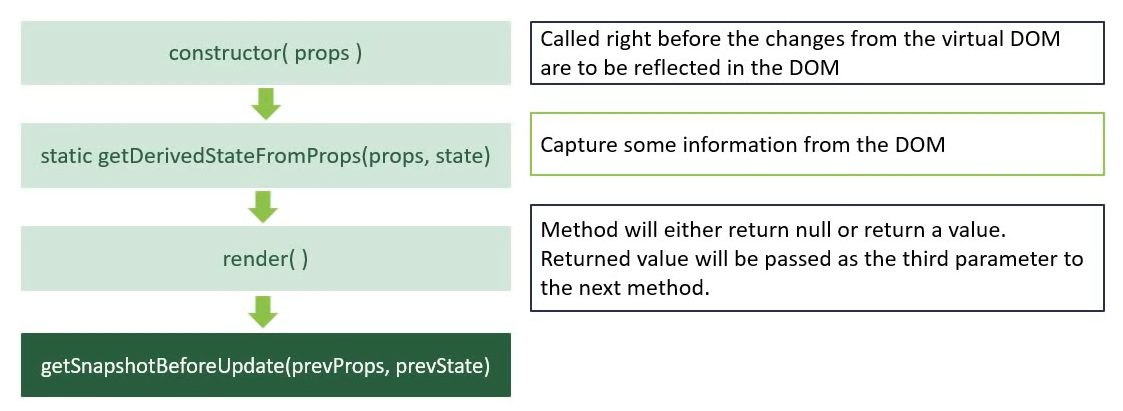 constructor( props )
static getDerivedStateFromProps(props, state)
render( )
getSnapshotBeforeUpdate(prevProps, prevState)
Called right before the changes from the virtual DOM
are to be reflected in the DOM
Capture some information from the DOM
Method will either return null or return a value.
Returned value will be passed as the third parameter to
the next method.